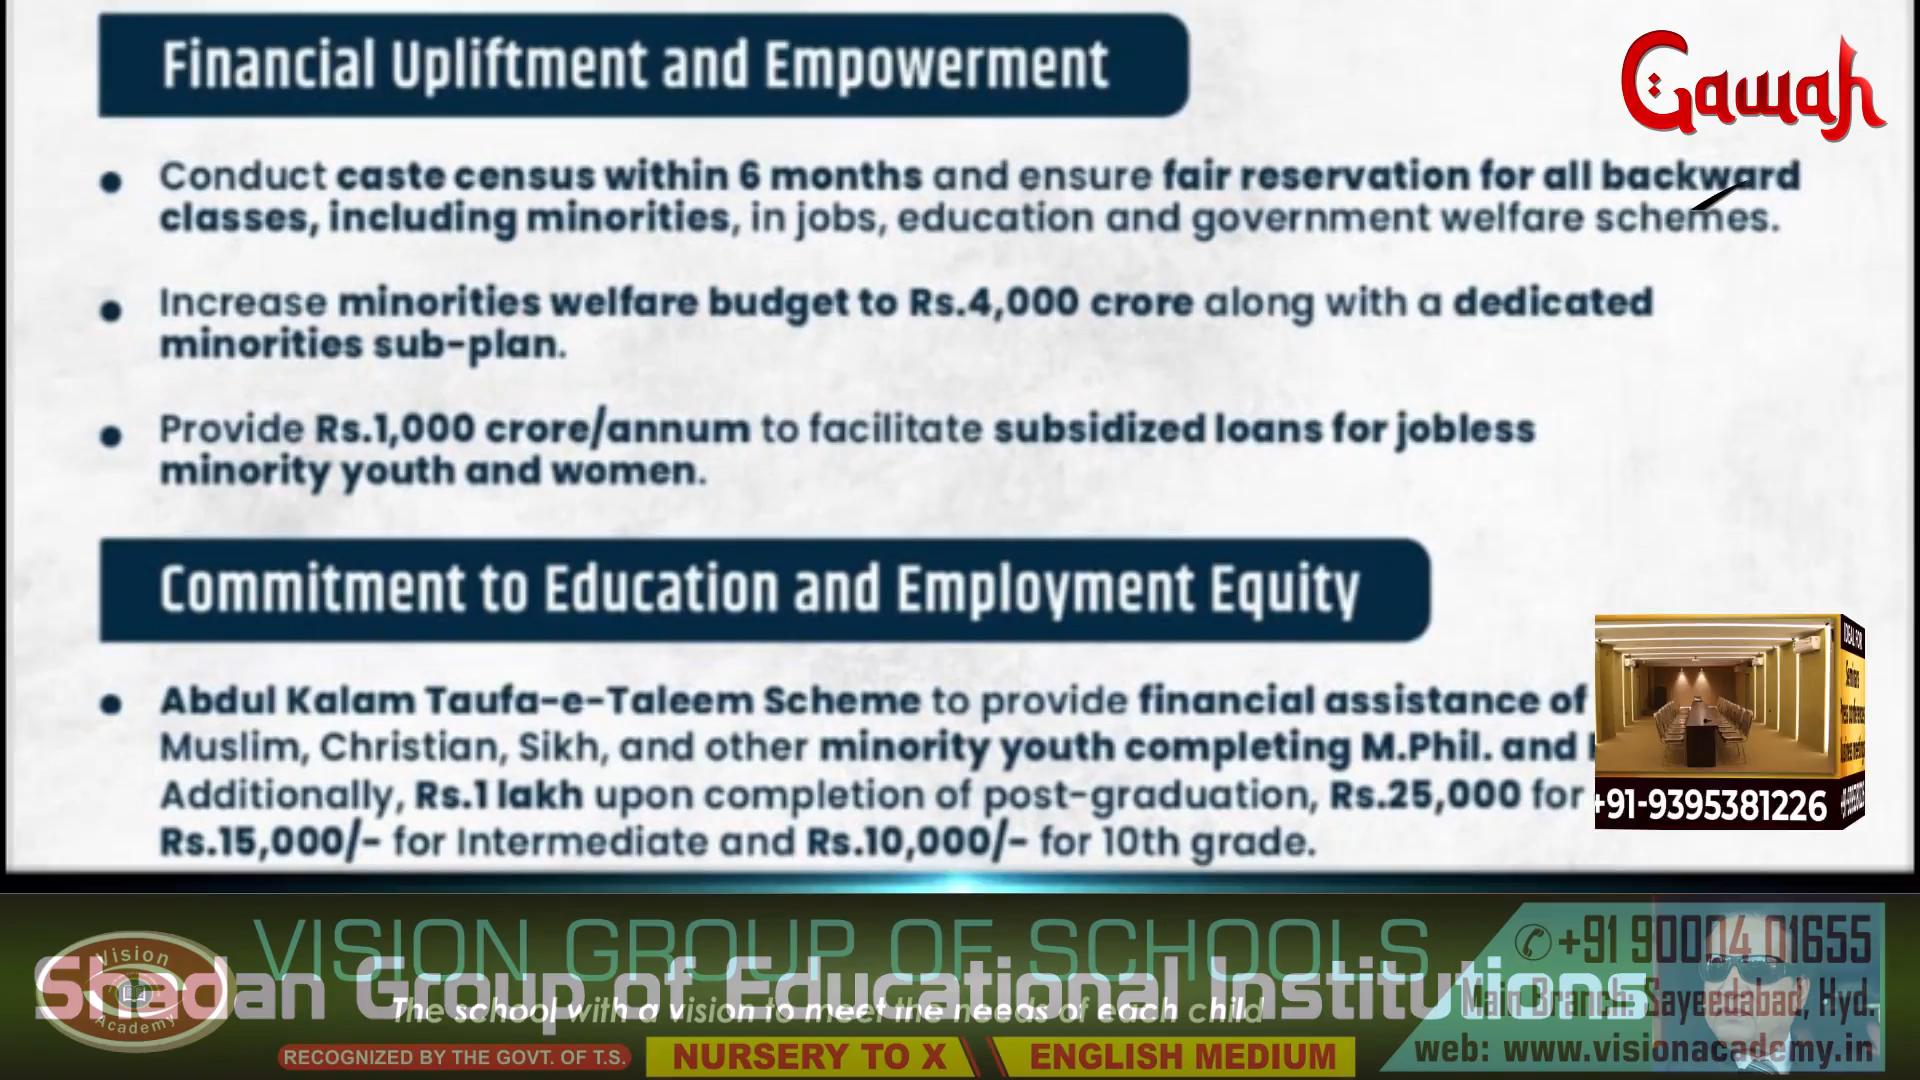 Financial Upliftment and Empowerment
Gawah
• Conduct caste census within 6 months and ensure fair reservation for all backward
classes, including minorities, in jobs, education and government welfare schemes.
• Increase minorities welfare budget to Rs.4,000 crore along with a dedicated
minorities sub-plan.
• Provide Rs.1,000 crore/annum to facilitate subsidized loans for jobless
minority youth and women.
Commitment to Education and Employment Equity
• Abdul Kalam Taufa-e-Taleem Scheme to provide financial assistance of
Muslim, Christian, Sikh, and other minority youth completing M.Phil. and
Additionally, Rs.1 lakh upon completion of post-graduation, Rs.25,000 for
Rs.15,000/- for Intermediate and Rs.10,000/- for 10th grade.
IDEAL FOR
Seminars
+91-9395381226
VISION GROUP OF SCHOOLS
Vision
Academy
Shadan Group of Educational Institutions
The school with a vision to meet the needs of each child
RECOGNIZED BY THE GOVT. OF T.S.
NURSERY TO X
ENGLISH MEDIUM
+91 90004 01655
Main Branch: Sayeedabad, Hyd.
web: www.visionacademy.in